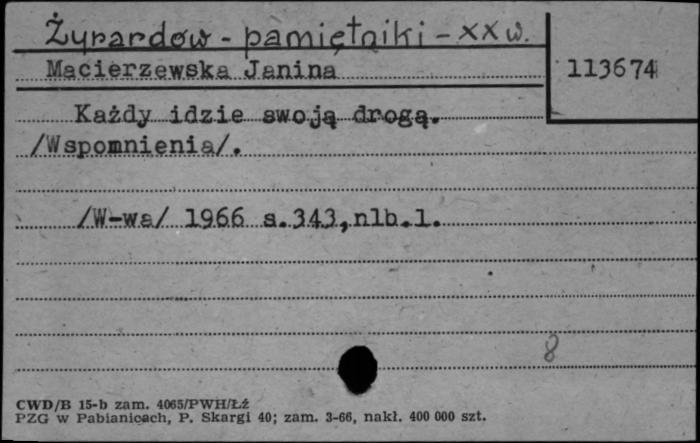 Żyrardów - pamiętniki - XX w.
Macierzewska Janina
113674
Każdy idzie swoją drogą.
/Wspomnienia/.
/W-wa/ 1966 s.343,nlb.1.
8
CWD/B 15-b zam. 4065/PWH/Łż
PZG w Pabianicach, P. Skargi 40; zam. 3-66, nakł. 400 000 szt.